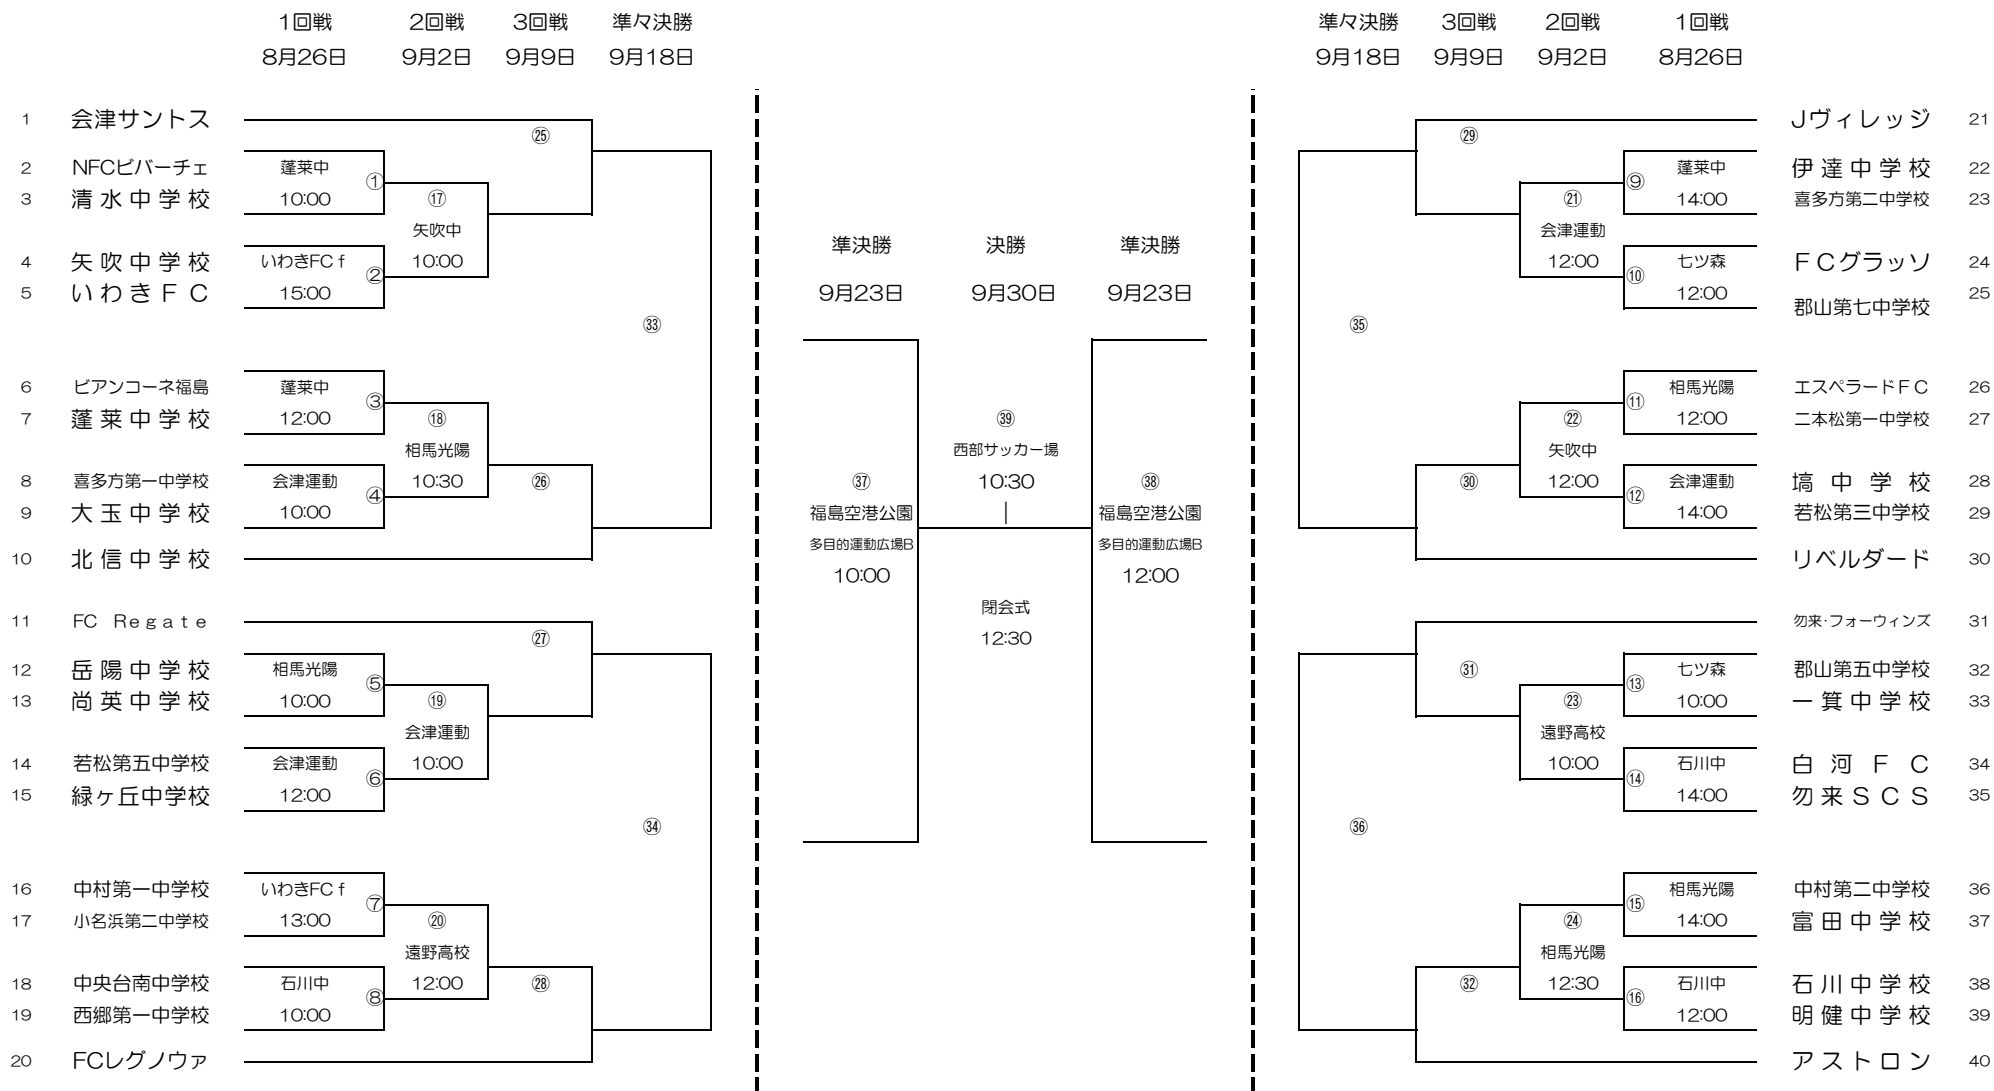 1回戦 2回戦 3回戦 準々決勝 準々決勝 3回戦 2回戦 1回戦
8月26日 9月2日 9月9日 9月18日 9月18日 9月9日 9月2日 8月26日
1 会津サントス
㉕
2 NFCビバーチェ 蓬莱中
① ⑰
3 清水中学校 10:00
矢吹中
4 矢吹中学校 いわきFCｆ 10:00
②
5 いわきＦＣ 15:00
㉝
6 ビアンコーネ福島 蓬莱中
③ ⑱
7 蓬莱中学校 12:00
相馬光陽
8 喜多方第一中学校 会津運動 10:30 ㉖
④
9 大玉中学校 10:00
10 北信中学校
11 FC Ｒｅｇａｔｅ
㉗
12 岳陽中学校 相馬光陽
⑤ ⑲
13 尚英中学校 10:00
会津運動
14 若松第五中学校 会津運動 10:00
⑥
15 緑ヶ丘中学校 12:00
㉞
16 中村第一中学校 いわきFCｆ
⑦ ⑳
17 小名浜第二中学校 13:00
遠野高校
18 中央台南中学校 石川中 12:00 ㉘
⑧
19 西郷第一中学校 10:00
20 FCレグノヴァ
準決勝 決勝 準決勝
9月23日 9月30日 9月23日
㊴
西部サッカー場
㊲ 10:30 ㊳
福島空港公園 福島空港公園
多目的運動広場B 多目的運動広場B
10:00 12:00
閉会式
12:30
Jヴィレッジ 21
㉙
蓬莱中 伊達中学校 22
㉑ ⑨
14:00 喜多方第二中学校 23
会津運動
12:00 七ツ森 ＦＣグラッソ 24
⑩
12:00 郡山第七中学校 25
㉟
相馬光陽 エスペラードＦＣ 26
㉒ ⑪
12:00 二本松第一中学校 27
矢吹中
㉚ 12:00 会津運動 塙中学校 28
⑫
14:00 若松第三中学校 29
リベルダード 30
勿来・フォーウィンズ 31
㉛ 七ツ森 郡山第五中学校 32
㉓ ⑬
10:00 一箕中学校 33
遠野高校
10:00 石川中 白河ＦＣ 34
⑭
14:00 勿来ＳＣＳ 35
㊱
相馬光陽 中村第二中学校 36
㉔ ⑮
14:00 富田中学校 37
相馬光陽
㉜ 12:30 石川中 石川中学校 38
⑯
12:00 明健中学校 39
アストロン 40